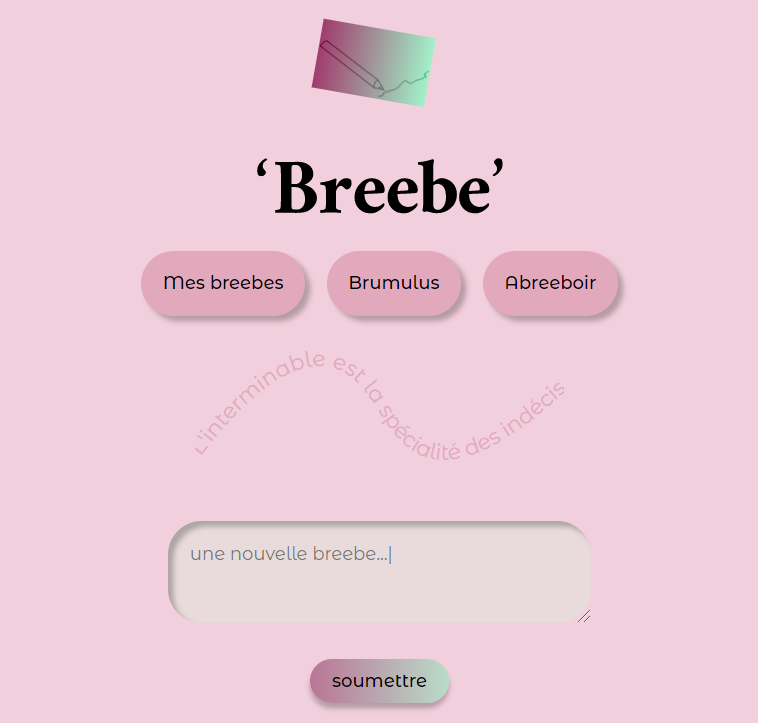 ‘Breebe’
Mes breebes
Brumulus
Abreeboir
L'interminable est la spécialité des indécis
une nouvelle breebe...|
soumettre